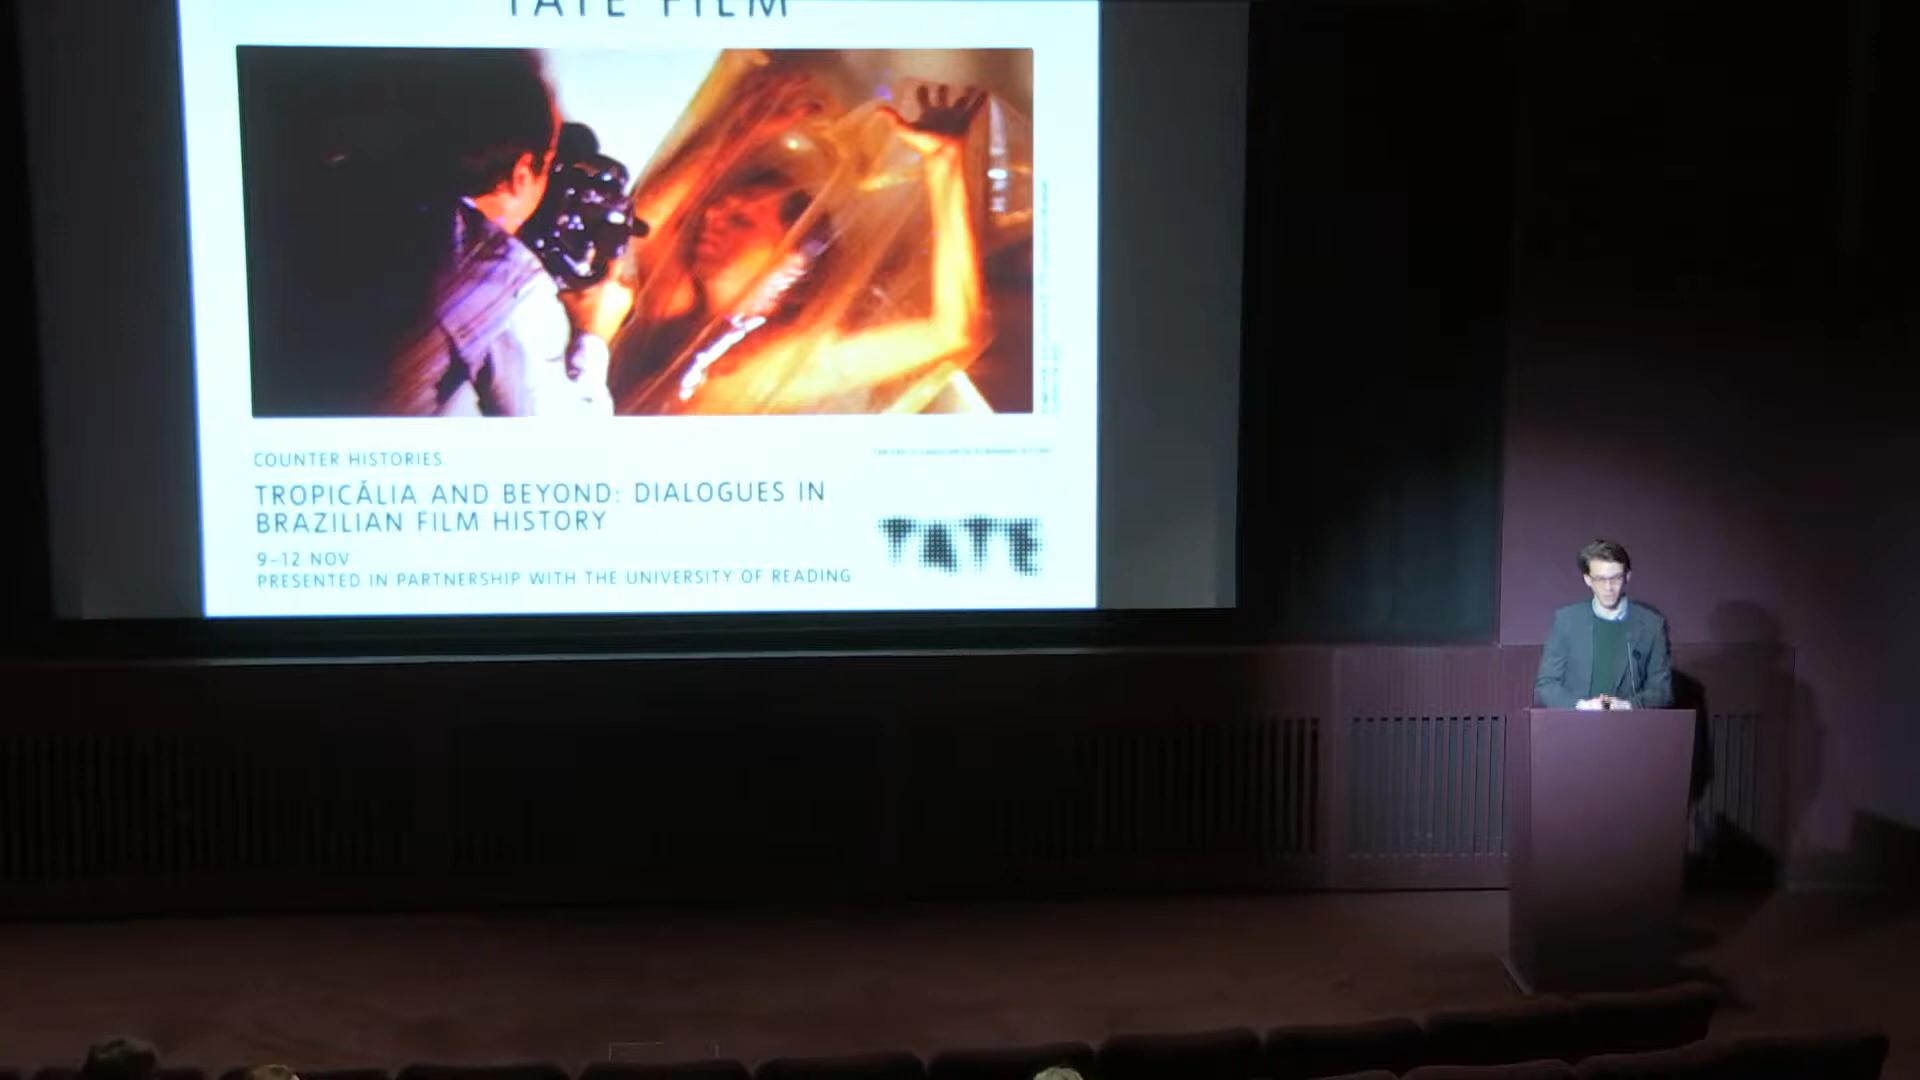 TATE FILM
COUNTER HISTORIES
TROPICÁLIA AND BEYOND: DIALOGUES IN
BRAZILIAN FILM HISTORY
9–12 NOV
PRESENTED IN PARTNERSHIP WITH THE UNIVERSITY OF READING
TATE